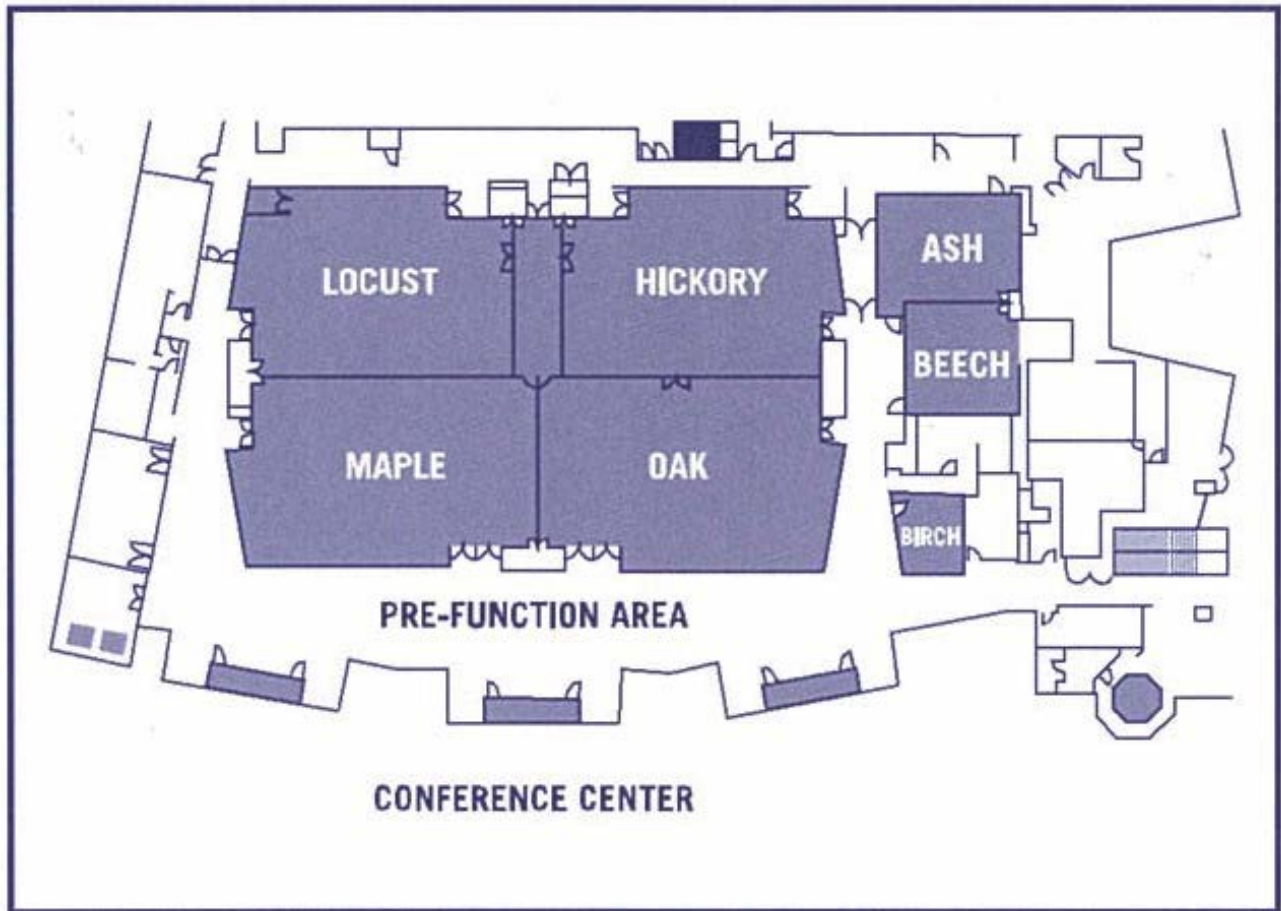 LOCUST
HICKORY
ASH
BEECH
MAPLE
OAK
BIRCH
PRE-FUNCTION AREA
CONFERENCE CENTER